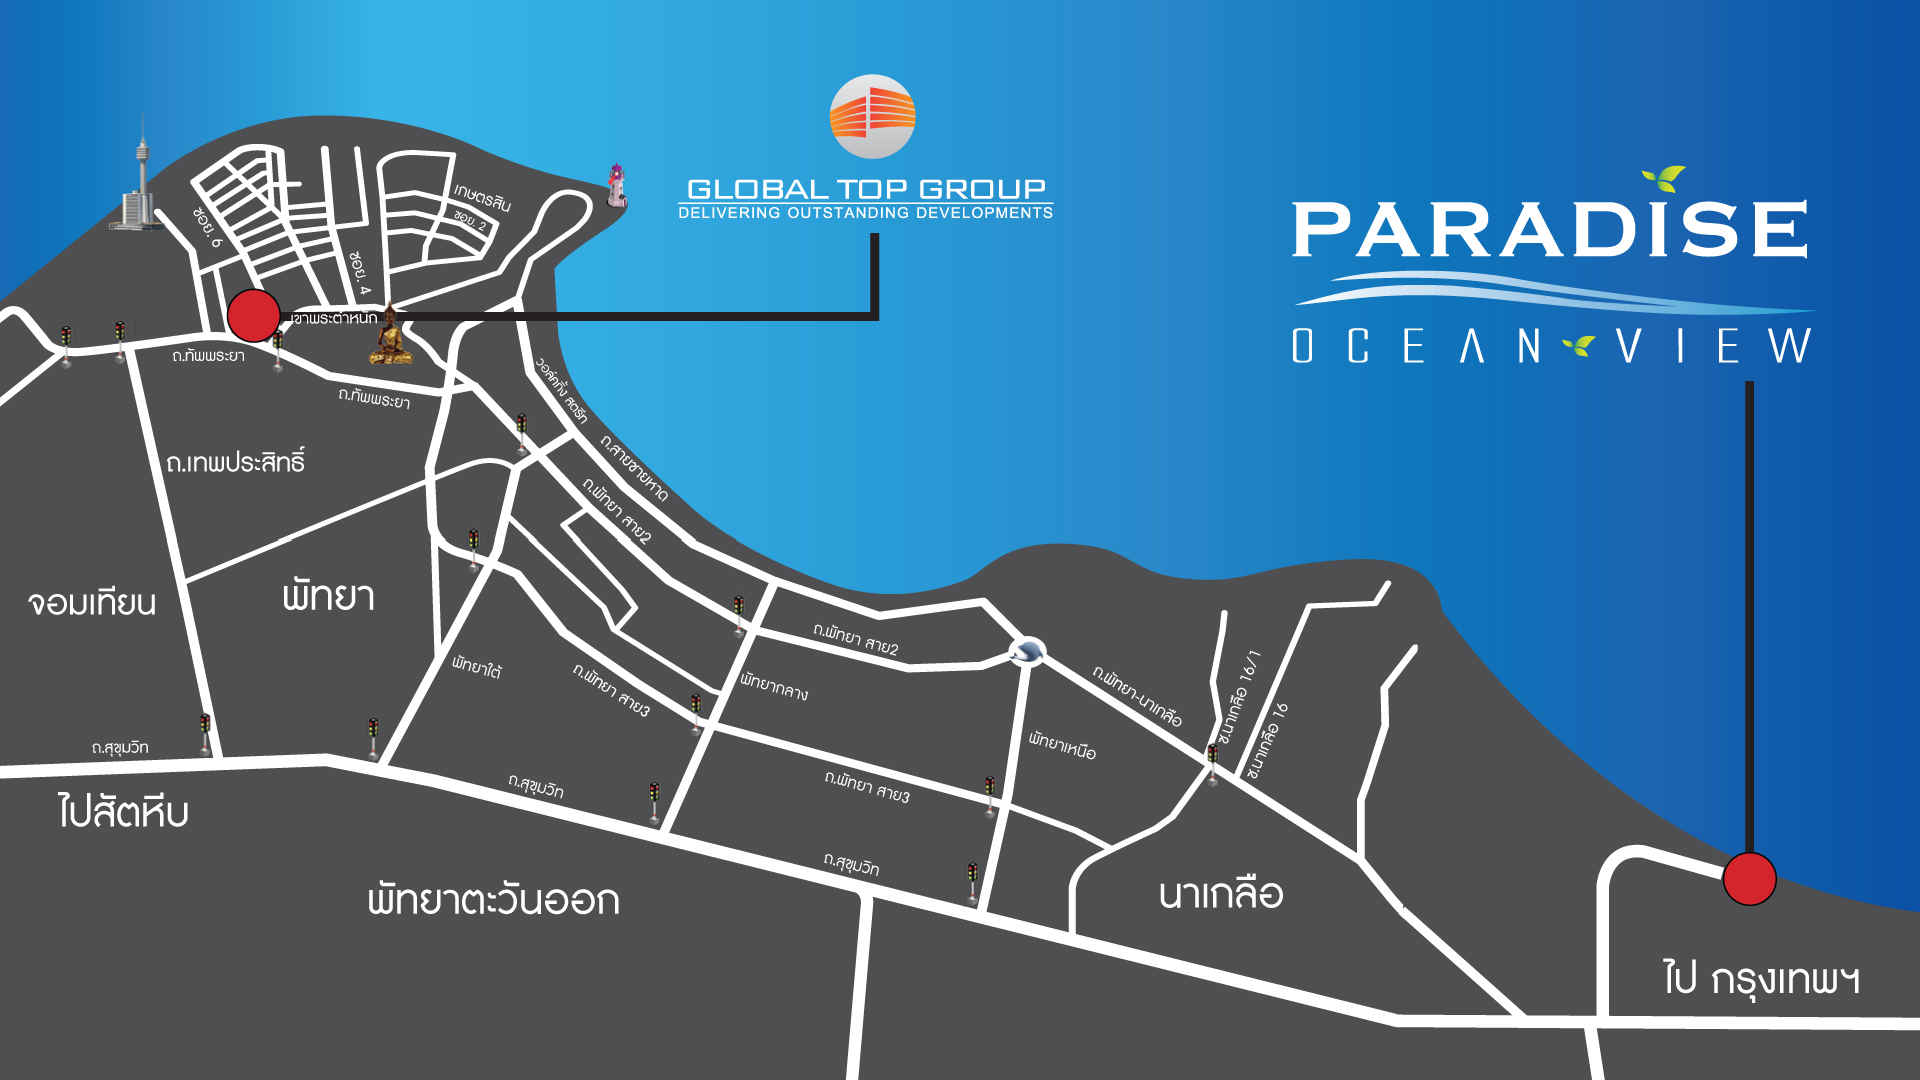 GLOBAL TOP GROUP
DELIVERING OUTSTANDING DEVELOPMENTS
PARADISE
OCEAN VIEW
เกษตรสิน
ซอย. 2
ซอย. 6
ซอย. 4
เขาพระตำหนัก
ถ.ทัพพระยา
ถ.ทัพพระยา
วอล์คกิ้ง สตรีท
ถ.สายชายหาด
ถ.เทพประสิทธิ์
ถ.พัทยา สาย2
จอมเทียน
พัทยา
พัทยาใต้
ถ.พัทยา สาย3
พัทยากลาง
ถ.พัทยา สาย2
ถ.พัทยา-นาเกลือ
ซ.นาเกลือ 16/1
ซ.นาเกลือ 16
พัทยาเหนือ
ถ.สุขุมวิท
ถ.สุขุมวิท
ถ.พัทยา สาย3
ไปสัตหีบ
ถ.สุขุมวิท
พัทยาตะวันออก
นาเกลือ
ไป กรุงเทพฯ